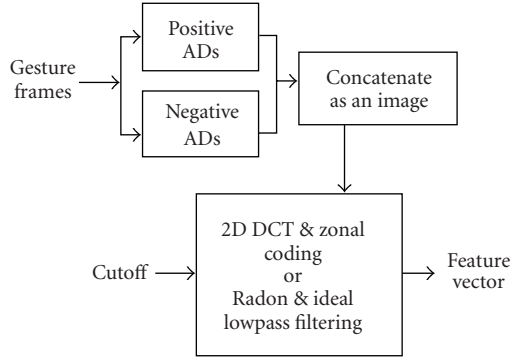 Positive
ADs
Gesture
frames
Negative
ADs
Concatenate
as an image
2D DCT & zonal
coding
or
Radon & ideal
lowpass filtering
Cutoff
Feature
vector